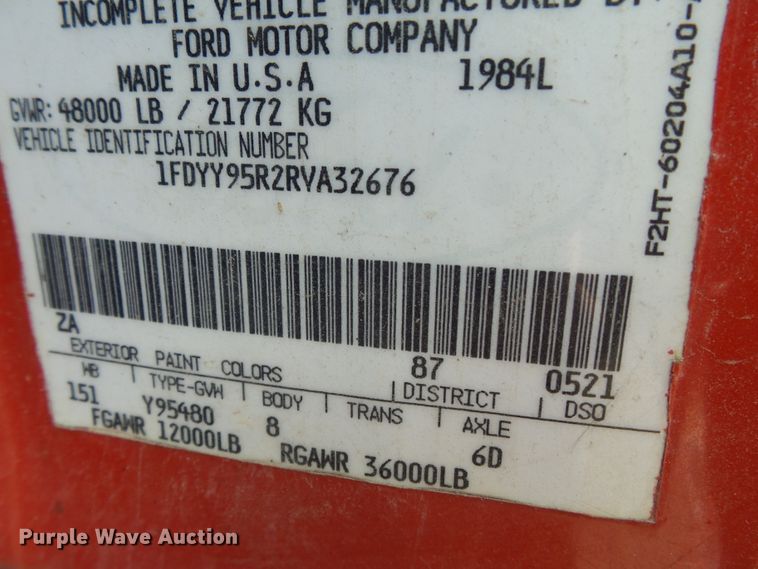 INCOMPLETE VEHICLE MANUFACTURED BY:
FORD MOTOR COMPANY
MADE IN U.S.A 1984L
GVWR: 48000 LB / 21772 KG
VEHICLE IDENTIFICATION NUMBER
1FDYY95R2RVA32676
F2HT-60204A10-
ZA
EXTERIOR PAINT COLORS 87 0521
WB TYPE-GVW BODY TRANS DISTRICT AXLE DSO
151 Y95480 8 6D
FGAWR 12000LB RGAWR 36000LB
Purple Wave Auction